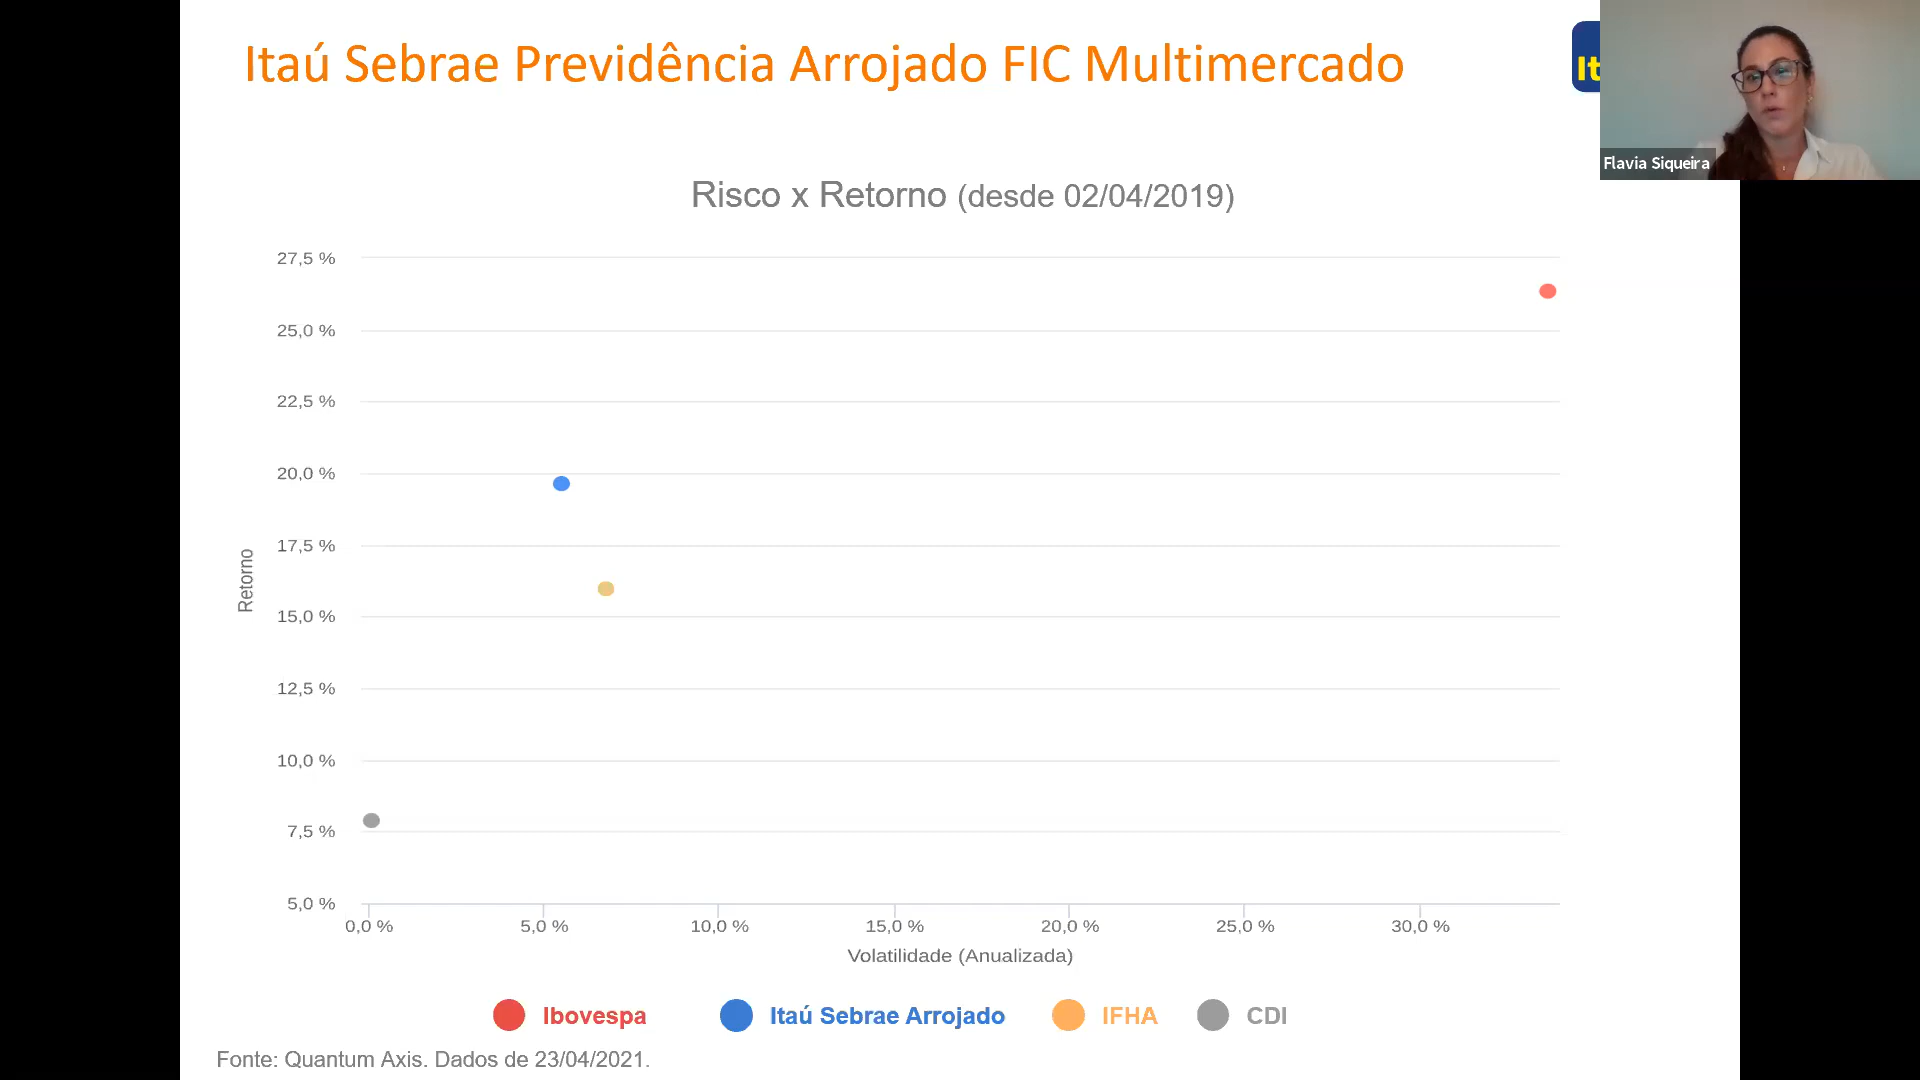 Itaú Sebrae Previdência Arrojado FIC Multimercado
It
Flavia Siqueira
Risco x Retorno (desde 02/04/2019)
27,5 %
25,0 %
22,5 %
20,0 %
17,5 %
15,0 %
12,5 %
10,0 %
7,5 %
5,0 %
Retorno
0,0 % 5,0 % 10,0 % 15,0 % 20,0 % 25,0 % 30,0 %
Volatilidade (Anualizada)
Ibovespa Itaú Sebrae Arrojado IFHA CDI
Fonte: Quantum Axis. Dados de 23/04/2021.